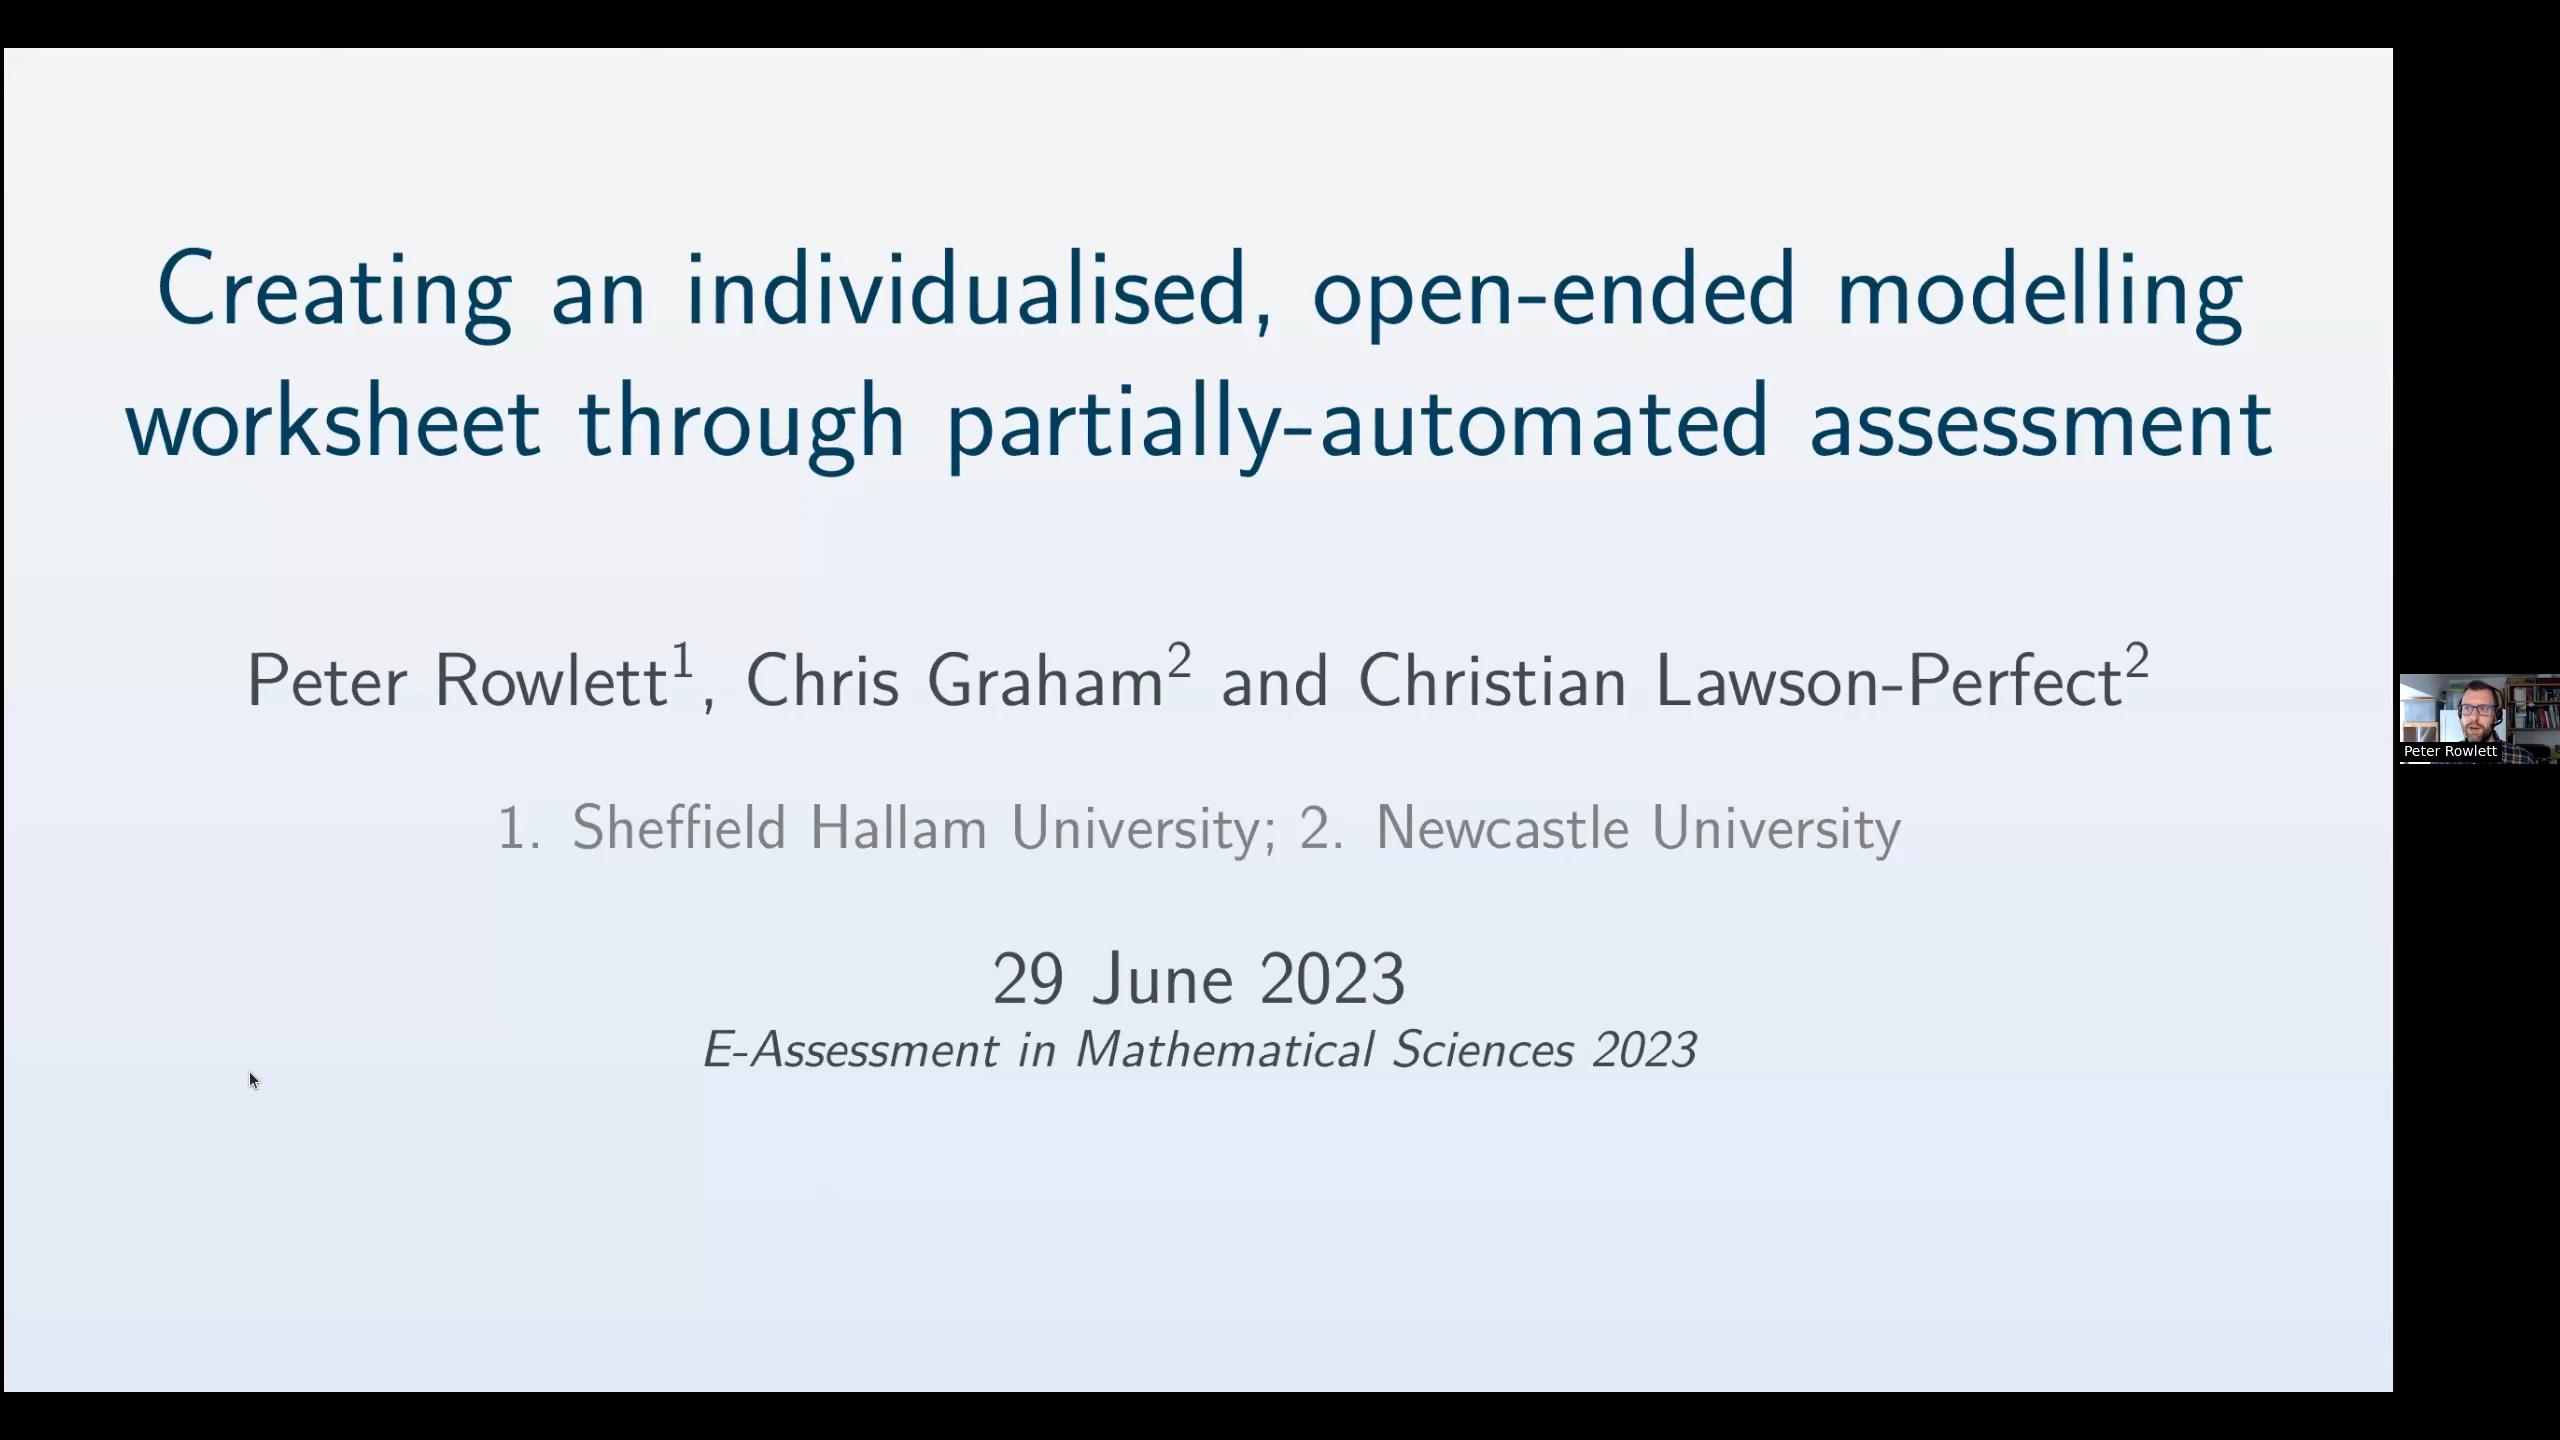 Creating an individualised, open-ended modelling
worksheet through partially-automated assessment
Peter Rowlett¹, Chris Graham² and Christian Lawson-Perfect²
1. Sheffield Hallam University; 2. Newcastle University
29 June 2023
E-Assessment in Mathematical Sciences 2023
Peter Rowlett